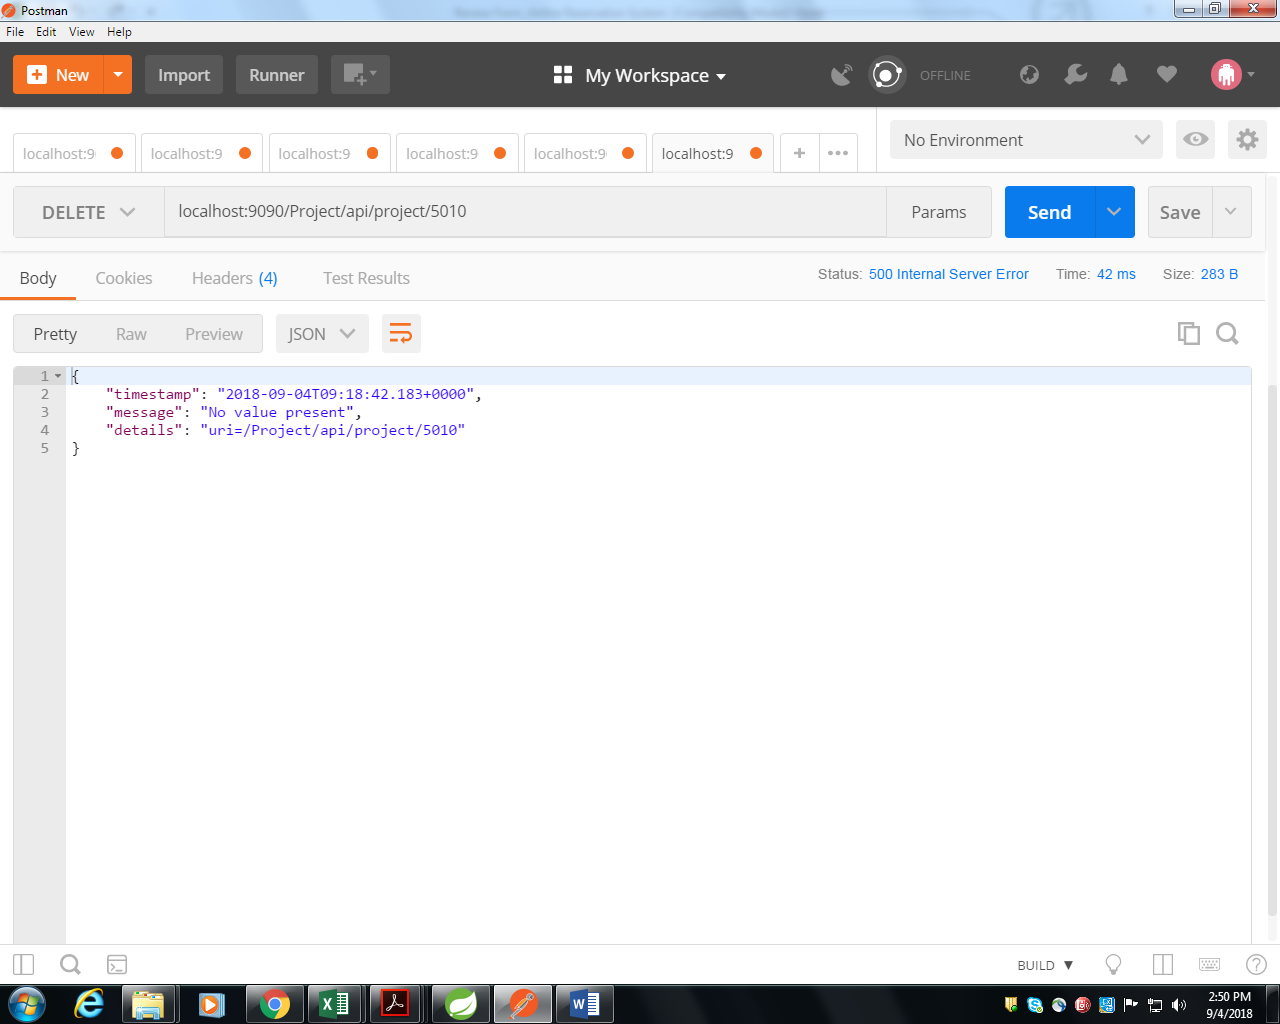 Postman
File Edit View Help
New Import Runner My Workspace OFFLINE
localhost:9 localhost:9 localhost:9 localhost:9 localhost:9 localhost:9 + ••• No Environment
DELETE localhost:9090/Project/api/project/5010 Params Send Save
Body Cookies Headers (4) Test Results Status: 500 Internal Server Error Time: 42 ms Size: 283 B
Pretty Raw Preview JSON
1 {
2 "timestamp": "2018-09-04T09:18:42.183+0000",
3 "message": "No value present",
4 "details": "uri=/Project/api/project/5010"
5 }
BUILD ▼
2:50 PM
9/4/2018